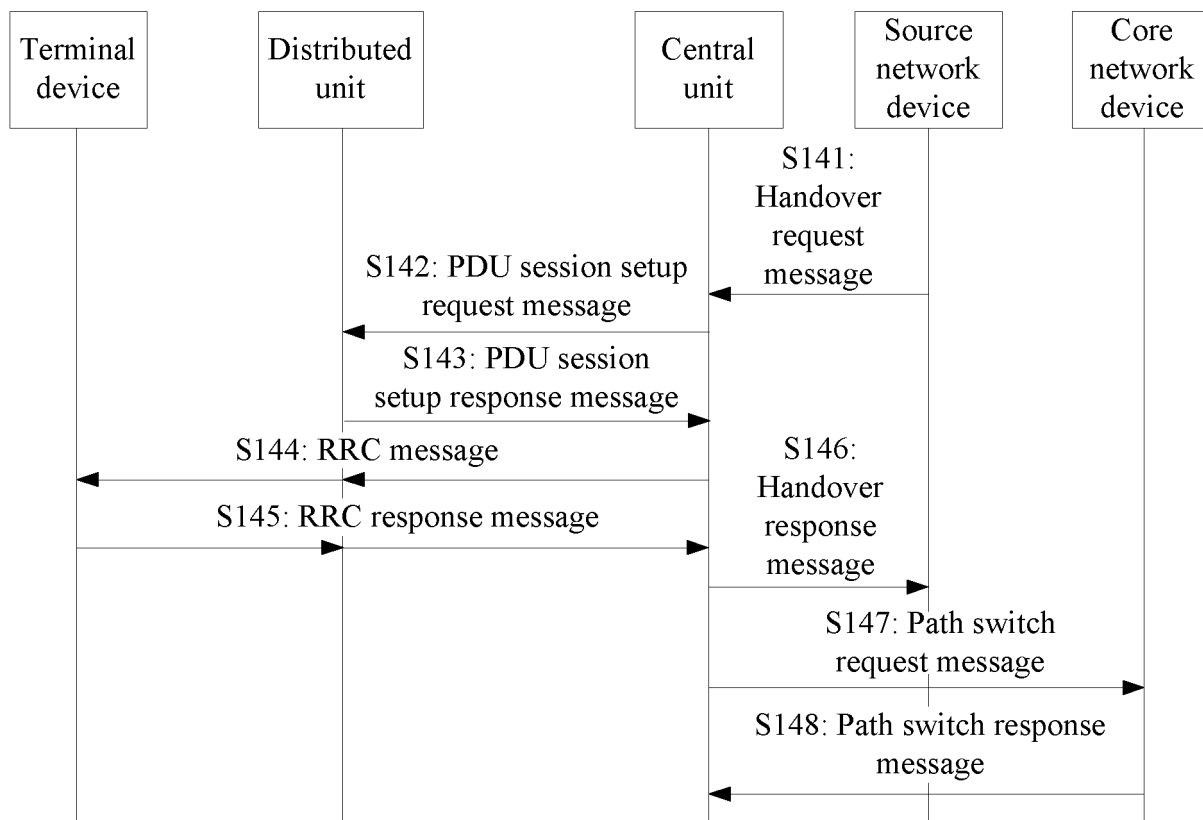 Terminal
device
Distributed
unit
Central
unit
Source
network
device
Core
network
device
S141:
Handover
request
message
S142: PDU session setup
request message
S143: PDU session
setup response message
S144: RRC message
S145: RRC response message
S146:
Handover
response
message
S147: Path switch
request message
S148: Path switch response
message